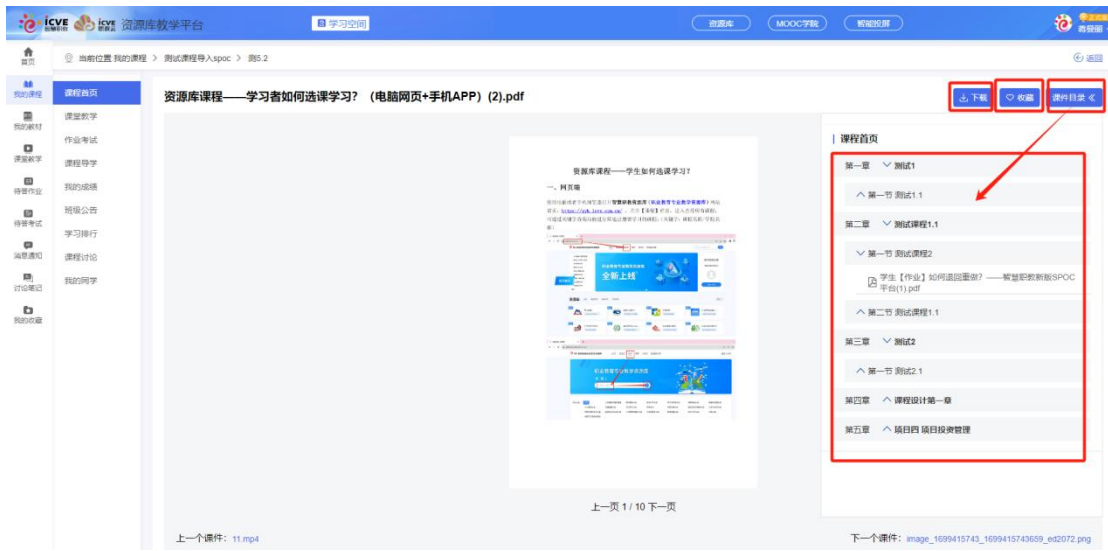 icve 智慧职教 icve 职教云 资源库教学平台
学习空间
资源库
MOOC学院
智能投屏
首页
当前位置 我的课程 > 测试课程导入spoc > 测5.2
返回
我的课程
我的教材
课堂教学
待答作业
待答考试
消息通知
讨论笔记
我的收藏
课程首页
课堂教学
作业考试
课程导学
我的成绩
班级公告
学习排行
课程讨论
我的同学
资源库课程——学习者如何选课学习？（电脑网页+手机APP）(2).pdf
下载
收藏
课件目录
资源库课程——学生如何选课学习？
一、网页端
全新上线
上一页 1 / 10 下一页
课程首页
第一章 测试1
第一节 测试1.1
第二章 测试课程1.1
第一节 测试课程2
学生【作业】如何退回重做？——智慧职教新版SPOC
平台(1).pdf
第二节 测试课程1.1
第三章 测试2
第一节 测试2.1
第四章 课程设计第一章
第五章 项目四 项目投资管理
上一个课件：11.mp4
下一个课件：image_1699415743_1699415743659_ed2072.png